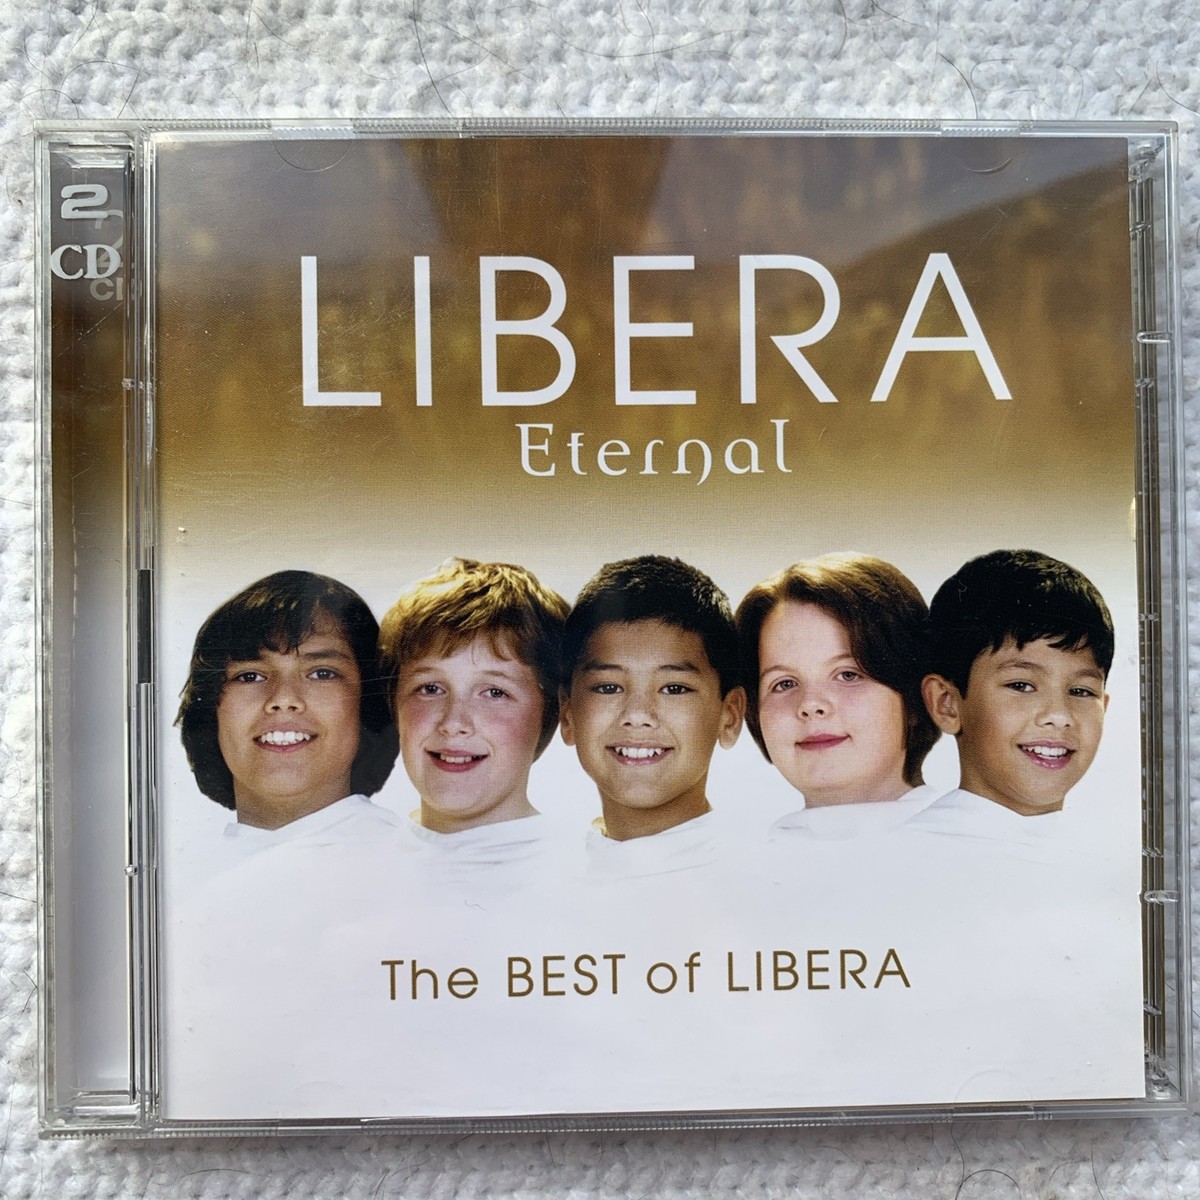 2
CD
LIBERA
Eternal
The BEST of LIBERA